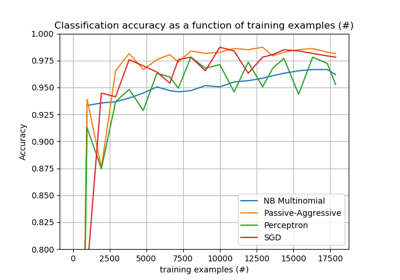 Classification accuracy as a function of training examples (#)
1.000
0.975
0.950
0.925
0.900
0.875
0.850
0.825
0.800
Accuracy
NB Multinomial
Passive-Aggressive
Perceptron
SGD
0 2500 5000 7500 10000 12500 15000 17500
training examples (#)